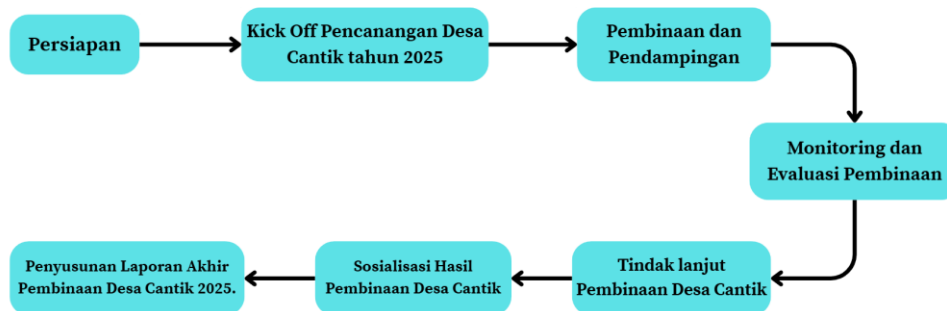 Persiapan
Kick Off Pencanangan Desa
Cantik tahun 2025
Pembinaan dan
Pendampingan
Monitoring dan
Evaluasi Pembinaan
Tindak lanjut
Pembinaan Desa Cantik
Sosialisasi Hasil
Pembinaan Desa Cantik
Penyusunan Laporan Akhir
Pembinaan Desa Cantik 2025.